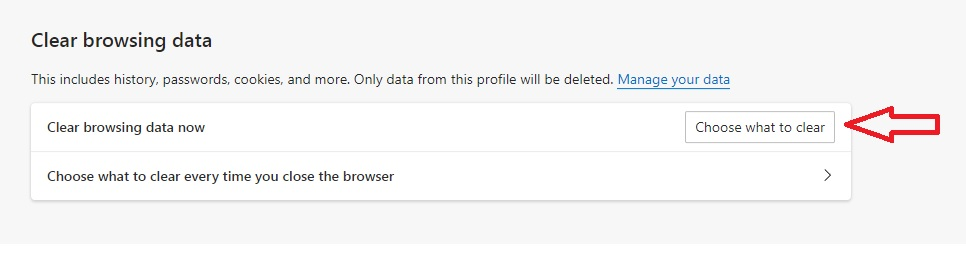 Clear browsing data
This includes history, passwords, cookies, and more. Only data from this profile will be deleted. Manage your data
Clear browsing data now
Choose what to clear
Choose what to clear every time you close the browser